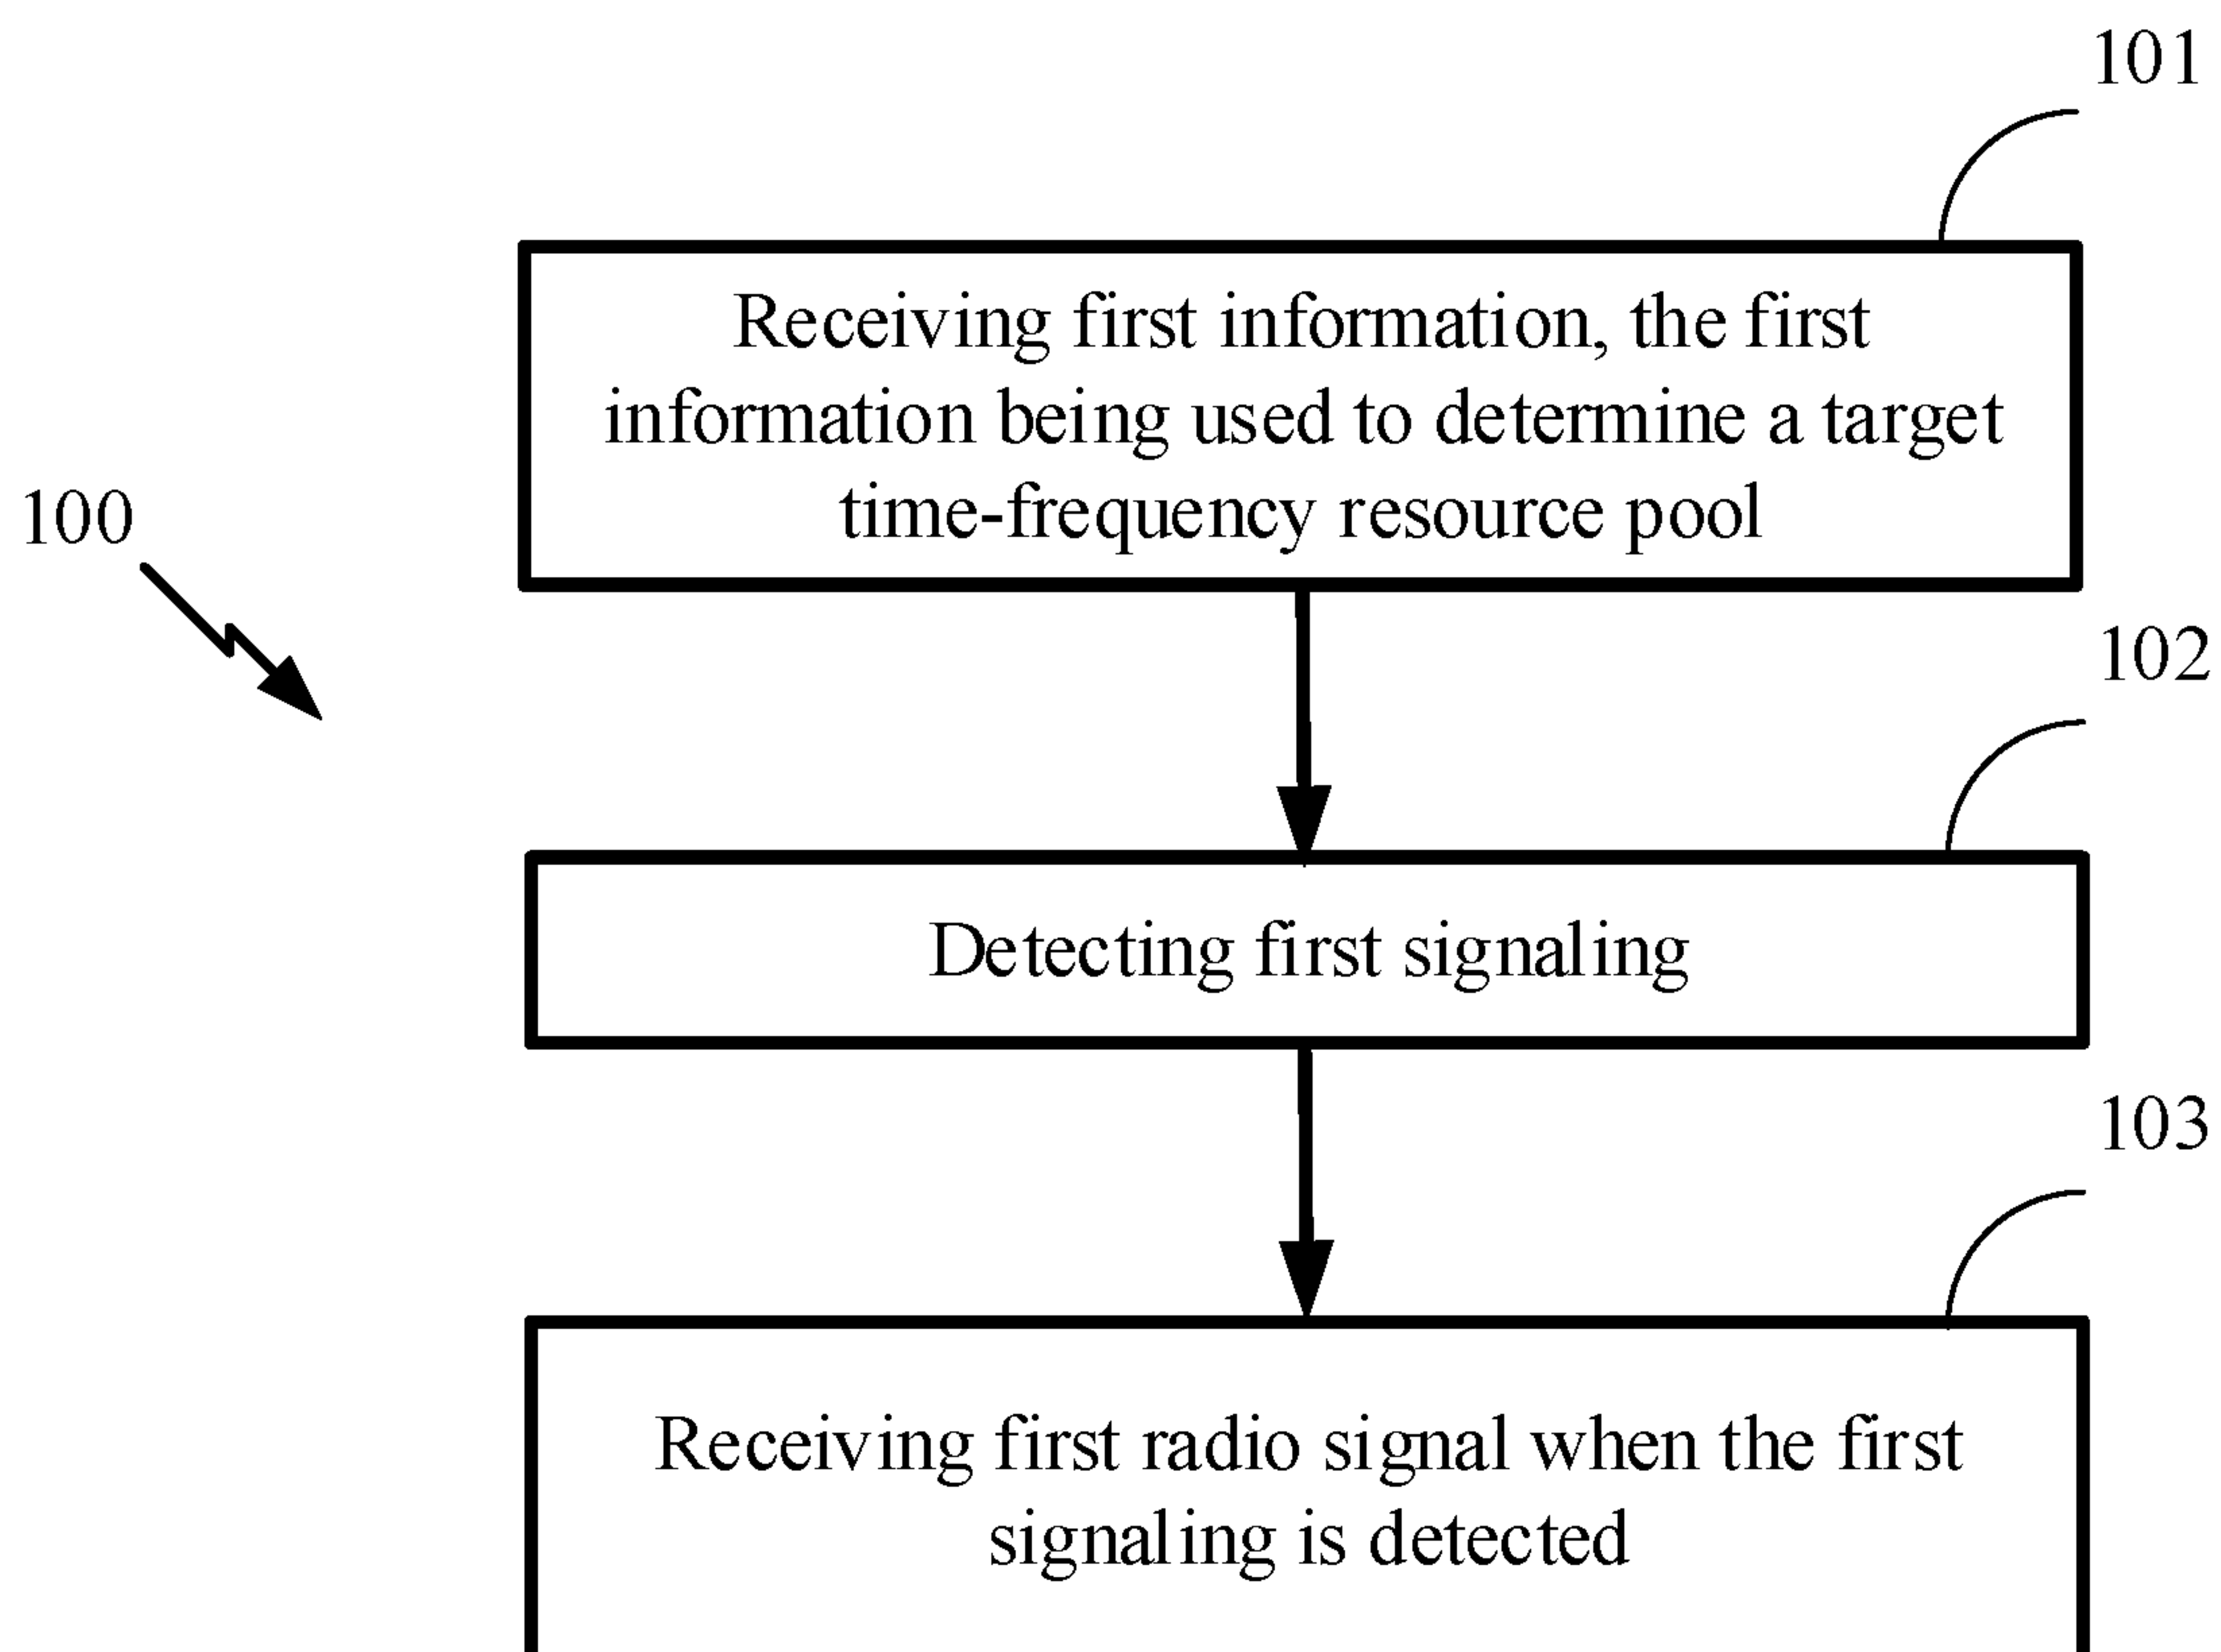 101
Receiving first information, the first
information being used to determine a target
time-frequency resource pool
100
102
Detecting first signaling
103
Receiving first radio signal when the first
signaling is detected